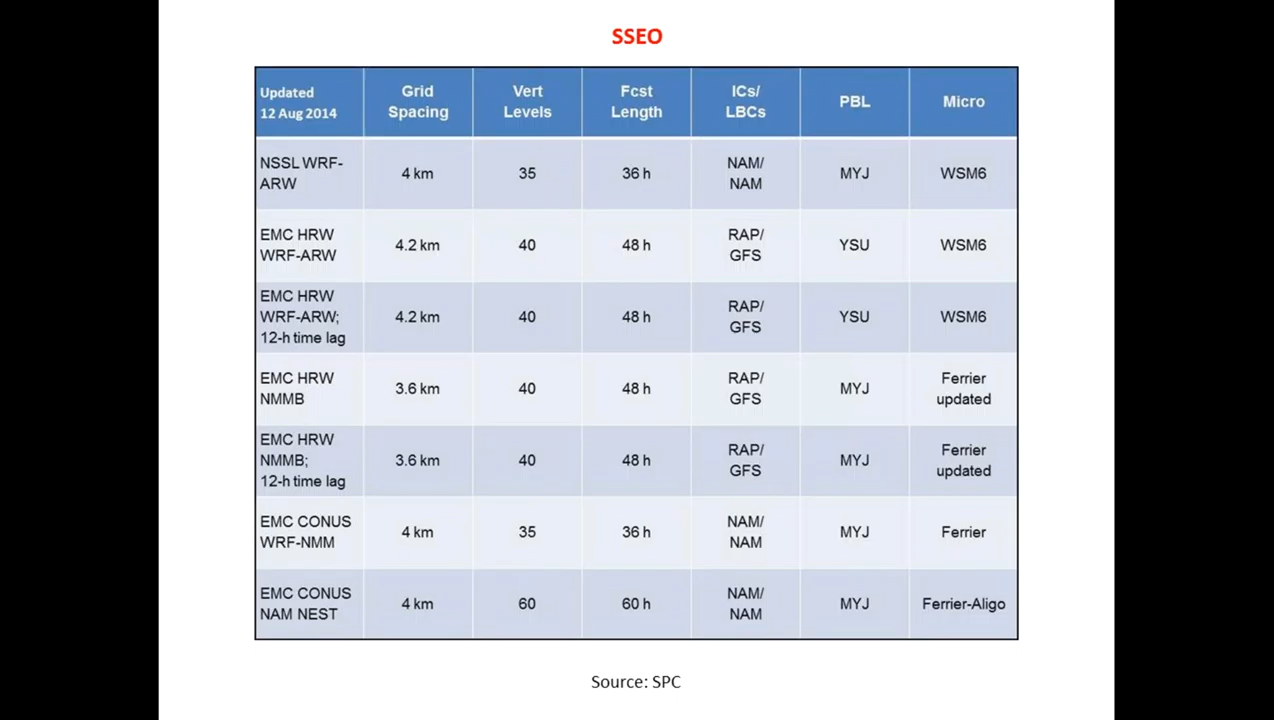 SSEO
Updated
12 Aug 2014
Grid
Spacing
Vert
Levels
Fcst
Length
ICs/
LBCs
PBL
Micro
NSSL WRF-
ARW
4 km
35
36 h
NAM/
NAM
MYJ
WSM6
EMC HRW
WRF-ARW
4.2 km
40
48 h
RAP/
GFS
YSU
WSM6
EMC HRW
WRF-ARW;
12-h time lag
4.2 km
40
48 h
RAP/
GFS
YSU
WSM6
EMC HRW
NMMB
3.6 km
40
48 h
RAP/
GFS
MYJ
Ferrier
updated
EMC HRW
NMMB;
12-h time lag
3.6 km
40
48 h
RAP/
GFS
MYJ
Ferrier
updated
EMC CONUS
WRF-NMM
4 km
35
36 h
NAM/
NAM
MYJ
Ferrier
EMC CONUS
NAM NEST
4 km
60
60 h
NAM/
NAM
MYJ
Ferrier-Aligo
Source: SPC